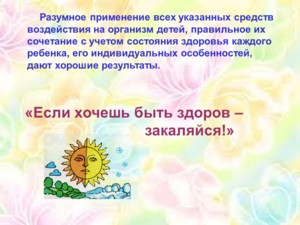 Разумное применение всех указанных средств
воздействия на организм детей, правильное их
сочетание с учетом состояния здоровья каждого
ребенка, его индивидуальных особенностей,
дают хорошие результаты.
«Если хочешь быть здоров –
закаляйся!»